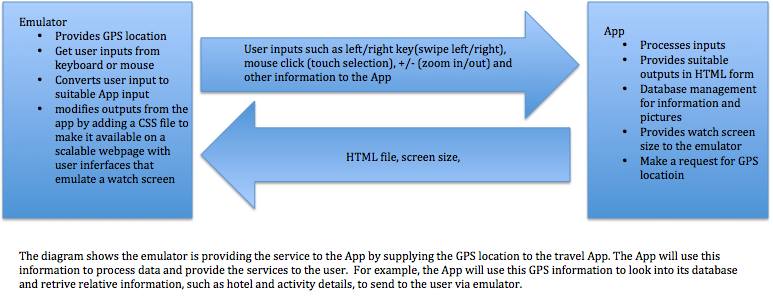 Emulator
• Provides GPS location
• Get user inputs from
keyboard or mouse
• Converts user input to
suitable App input
• modifies outputs from the
app by adding a CSS file to
make it available on a
scalable webpage with
user inferfaces that
emulate a watch screen
User inputs such as left/right key(swipe left/right),
mouse click (touch selection), +/- (zoom in/out) and
other information to the App
HTML file, screen size,
App
• Processes inputs
• Provides suitable
outputs in HTML form
• Database management
for information and
pictures
• Provides watch screen
size to the emulator
• Make a request for GPS
locatioin
The diagram shows the emulator is providing the service to the App by supplying the GPS location to the travel App. The App will use this
information to process data and provide the services to the user.  For example, the App will use this GPS information to look into its database
and retrive relative information, such as hotel and activity details, to send to the user via emulator.